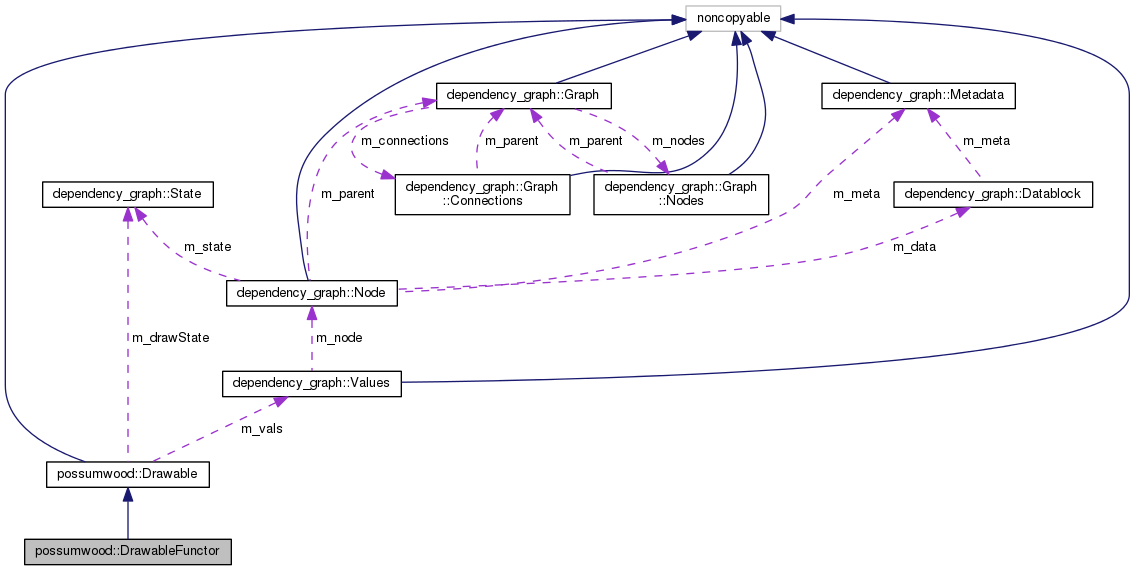 noncopyable
dependency_graph::Graph
dependency_graph::Metadata
m_connections
m_parent
m_parent
m_nodes
m_meta
dependency_graph::State
m_parent
dependency_graph::Graph
::Connections
dependency_graph::Graph
::Nodes
m_meta
dependency_graph::Datablock
m_state
m_data
dependency_graph::Node
m_drawState
m_node
dependency_graph::Values
m_vals
possumwood::Drawable
possumwood::DrawableFunctor